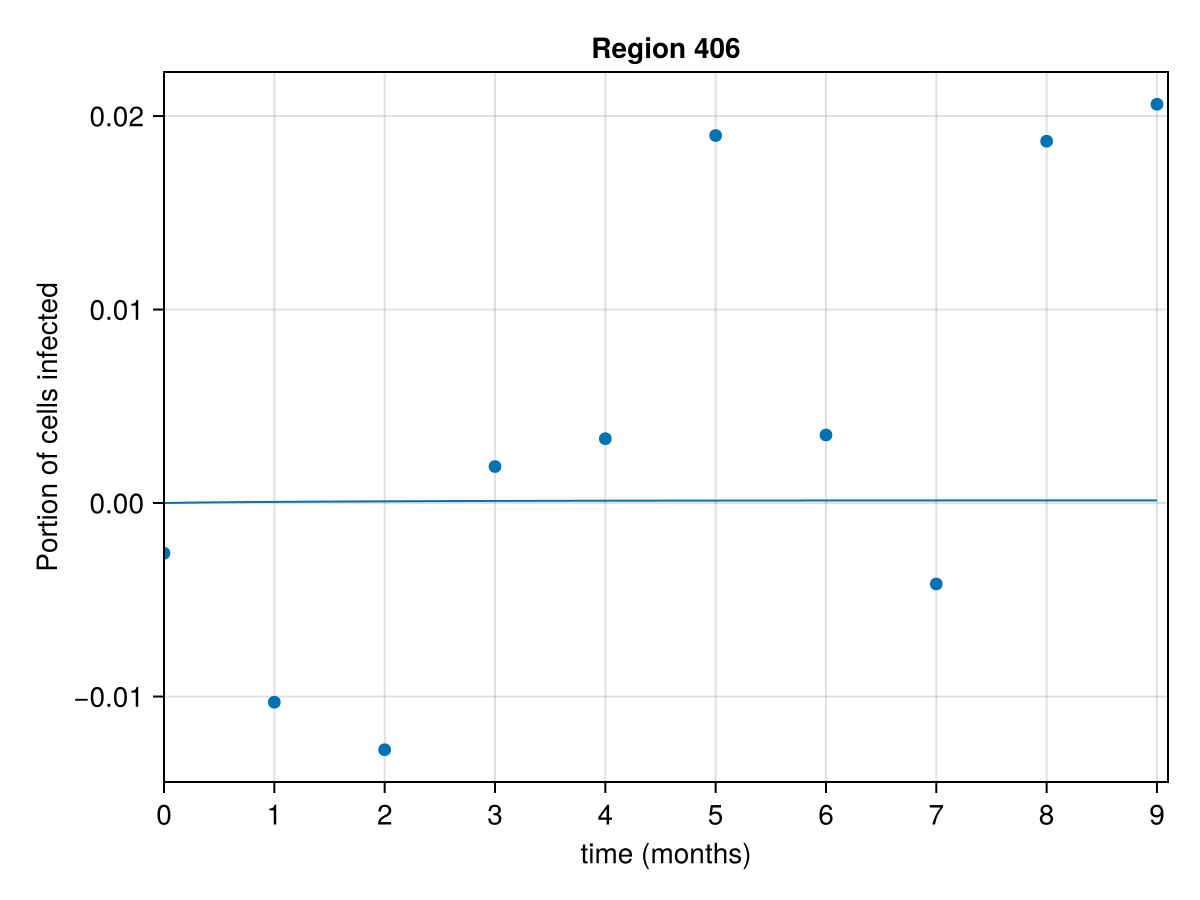 Region 406
Portion of cells infected
0.02
0.01
0.00
−0.01
0 1 2 3 4 5 6 7 8 9
time (months)